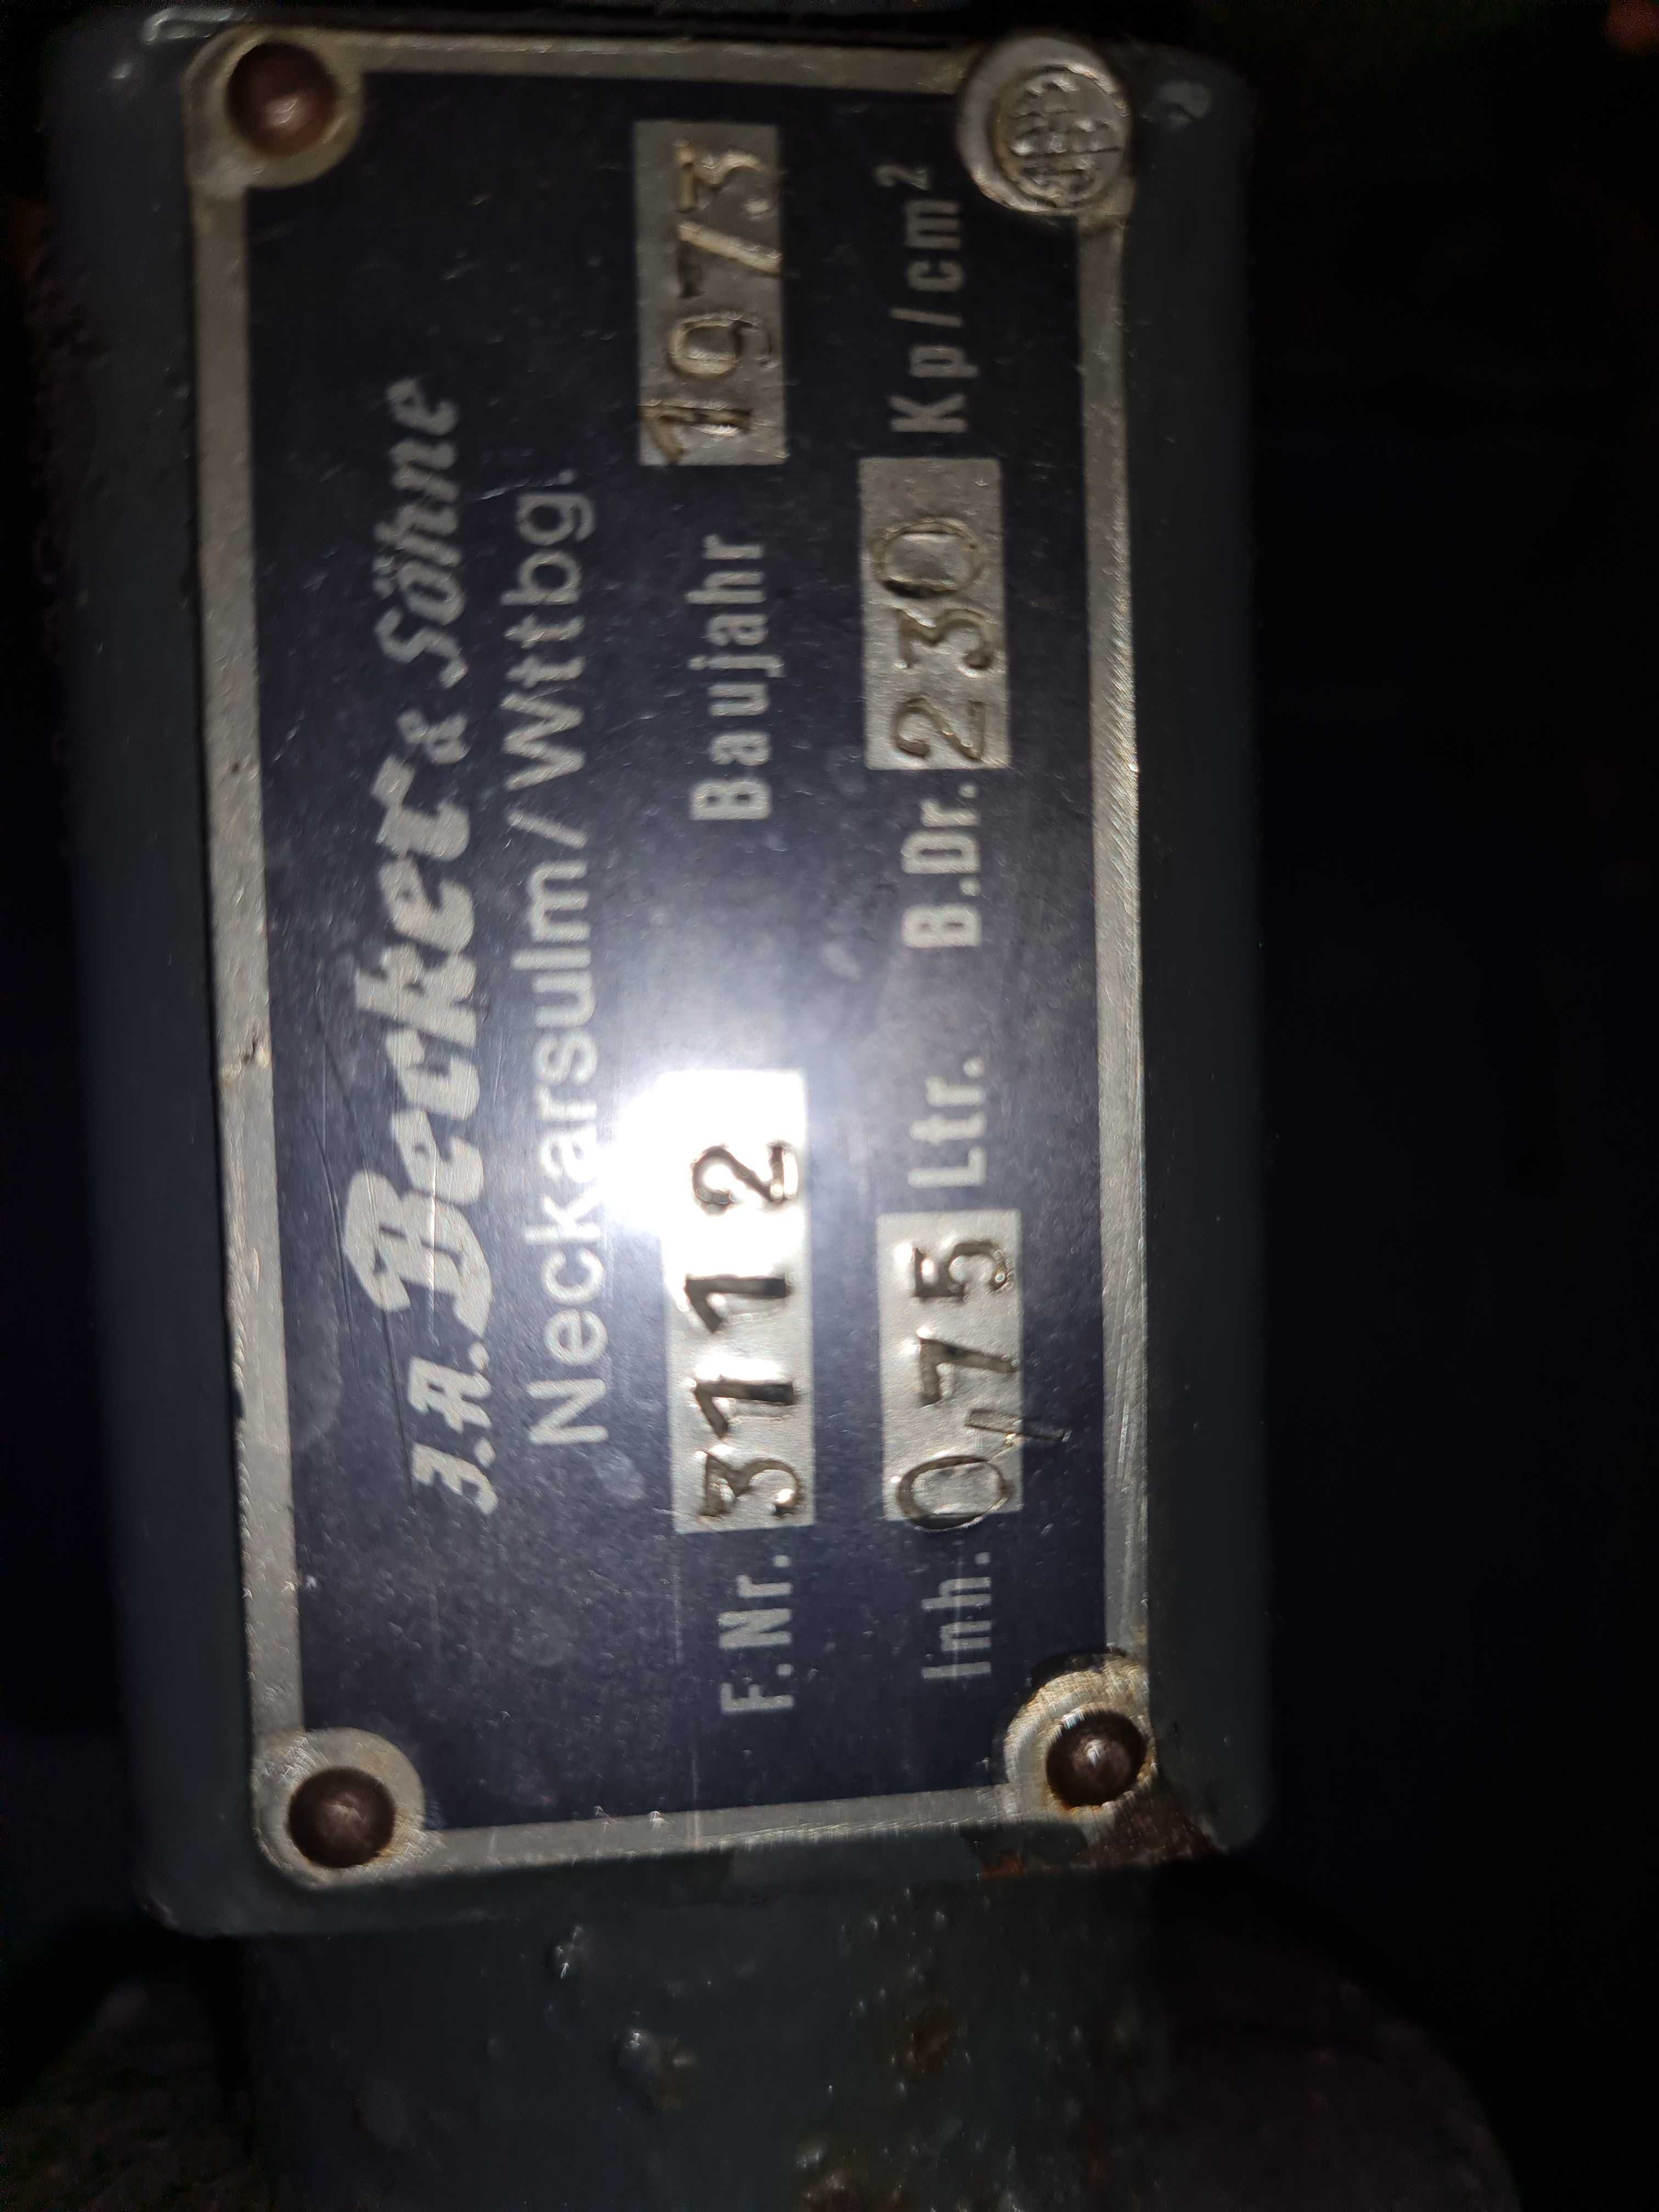 J.A. Becker & Söhne
Neckarsulm/Wttbg.
F.Nr. 3112 Baujahr 1973
Inh. 0,75 Ltr. B.Dr. 230 Kp/cm²